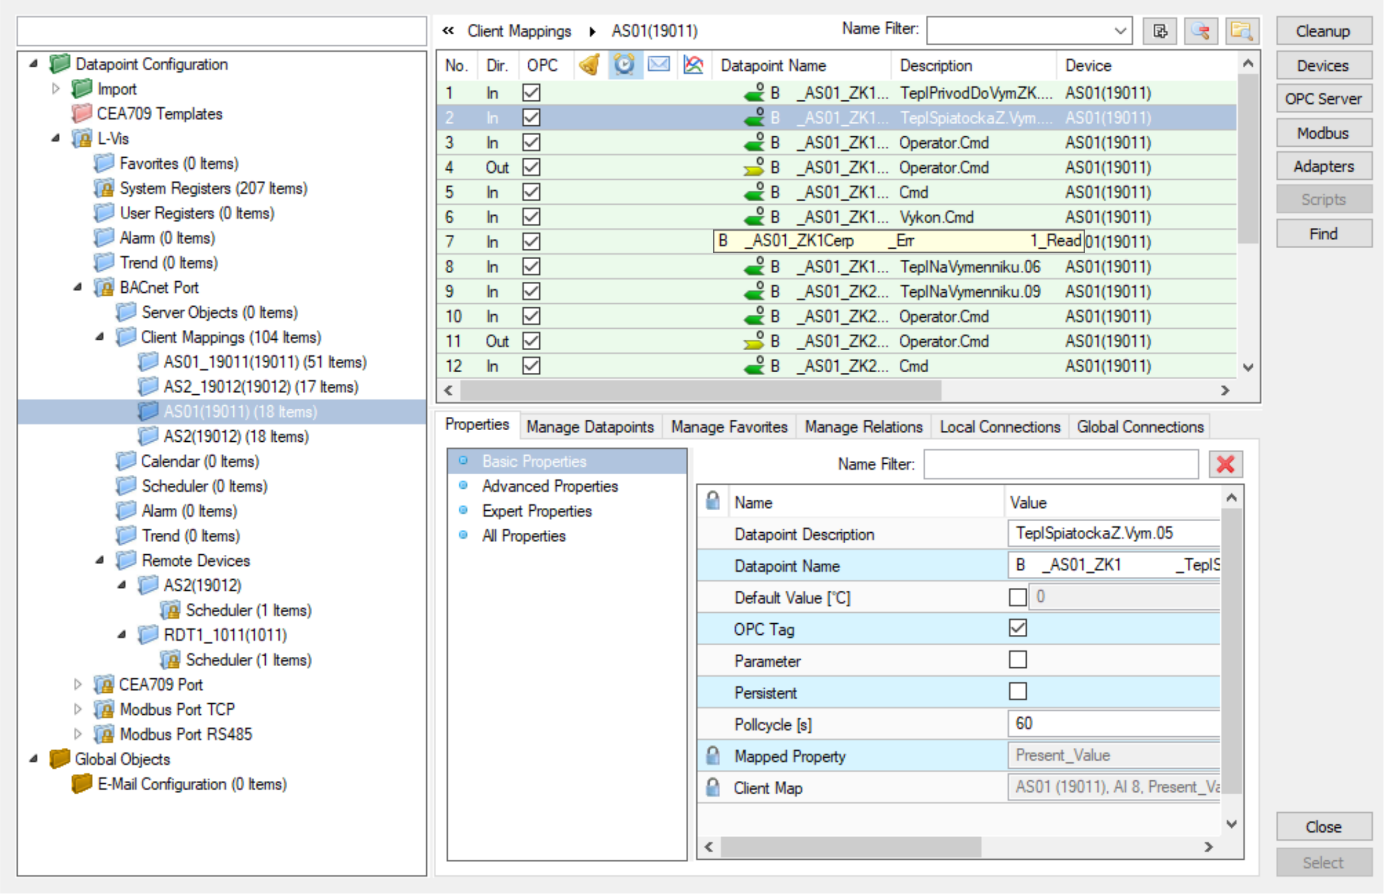 Datapoint Configuration
Import
CEA709 Templates
L-Vis
Favorites (0 Items)
System Registers (207 Items)
User Registers (0 Items)
Alarm (0 Items)
Trend (0 Items)
BACnet Port
Server Objects (0 Items)
Client Mappings (104 Items)
AS01_19011(19011) (51 Items)
AS2_19012(19012) (17 Items)
AS01(19011) (18 Items)
AS2(19012) (18 Items)
Calendar (0 Items)
Scheduler (0 Items)
Alarm (0 Items)
Trend (0 Items)
Remote Devices
AS2(19012)
Scheduler (1 Items)
RDT1_1011(1011)
Scheduler (1 Items)
CEA709 Port
Modbus Port TCP
Modbus Port RS485
Global Objects
E-Mail Configuration (0 Items)
« Client Mappings AS01(19011) Name Filter:
No. Dir. OPC Datapoint Name Description Device
1 In B _AS01_ZK1... TeplPrivodDoVymZK.... AS01(19011)
2 In B _AS01_ZK1... TeplSpiatockaZ.Vym.... AS01(19011)
3 In B _AS01_ZK1... Operator.Cmd AS01(19011)
4 Out B _AS01_ZK1... Operator.Cmd AS01(19011)
5 In B _AS01_ZK1... Cmd AS01(19011)
6 In B _AS01_ZK1... Vykon.Cmd AS01(19011)
7 In B _AS01_ZK1Cerp _Err 1_Read 01(19011)
8 In B _AS01_ZK1... TeplNaVymenniku.06 AS01(19011)
9 In B _AS01_ZK2... TeplNaVymenniku.09 AS01(19011)
10 In B _AS01_ZK2... Operator.Cmd AS01(19011)
11 Out B _AS01_ZK2... Operator.Cmd AS01(19011)
12 In B _AS01_ZK2... Cmd AS01(19011)
Properties Manage Datapoints Manage Favorites Manage Relations Local Connections Global Connections
Basic Properties
Advanced Properties
Expert Properties
All Properties
Name Filter:
Name Value
Datapoint Description TeplSpiatockaZ.Vym.05
Datapoint Name B _AS01_ZK1 _TeplS
Default Value [°C] 0
OPC Tag
Parameter
Persistent
Pollcycle [s] 60
Mapped Property Present_Value
Client Map AS01 (19011), AI 8, Present_Va
Cleanup
Devices
OPC Server
Modbus
Adapters
Scripts
Find
Close
Select